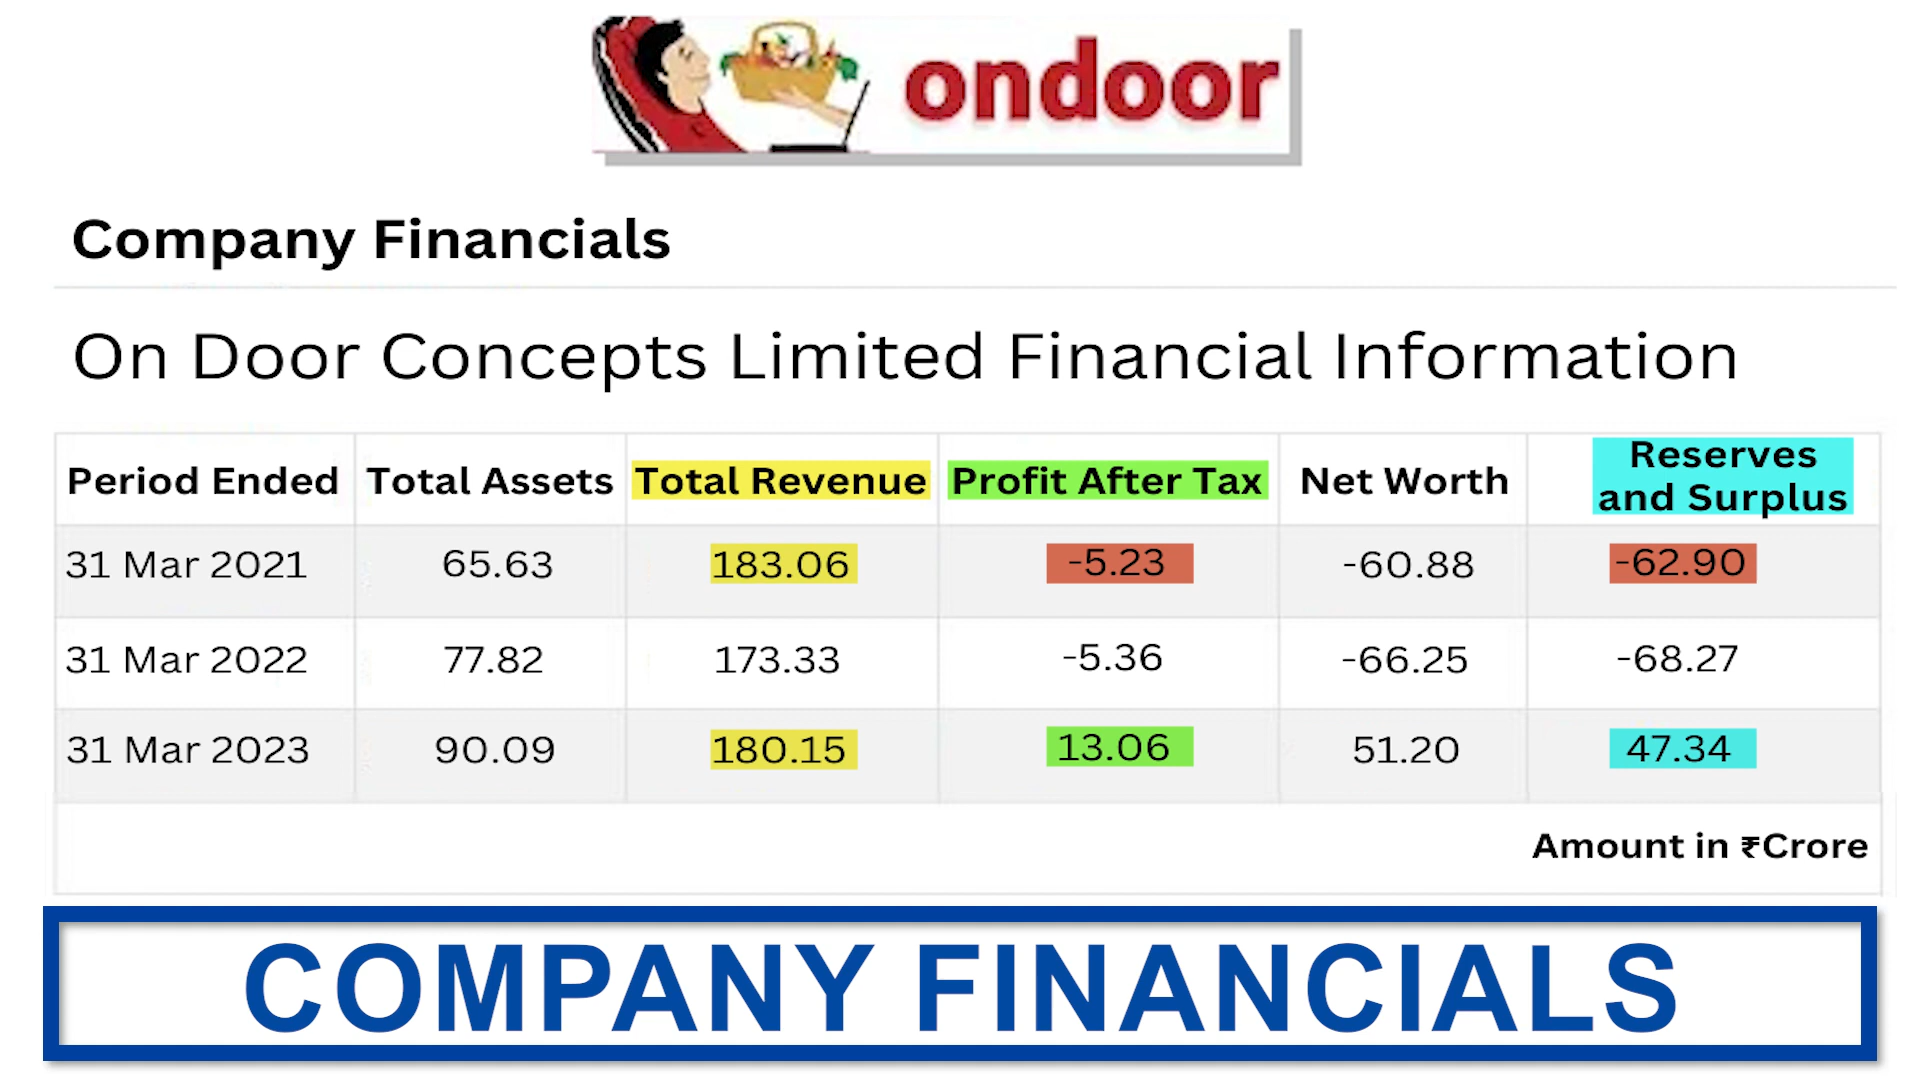 ondoor
Company Financials
On Door Concepts Limited Financial Information
Period Ended Total Assets Total Revenue Profit After Tax Net Worth Reserves and Surplus
31 Mar 2021 65.63 183.06 -5.23 -60.88 -62.90
31 Mar 2022 77.82 173.33 -5.36 -66.25 -68.27
31 Mar 2023 90.09 180.15 13.06 51.20 47.34
Amount in ₹Crore
COMPANY FINANCIALS